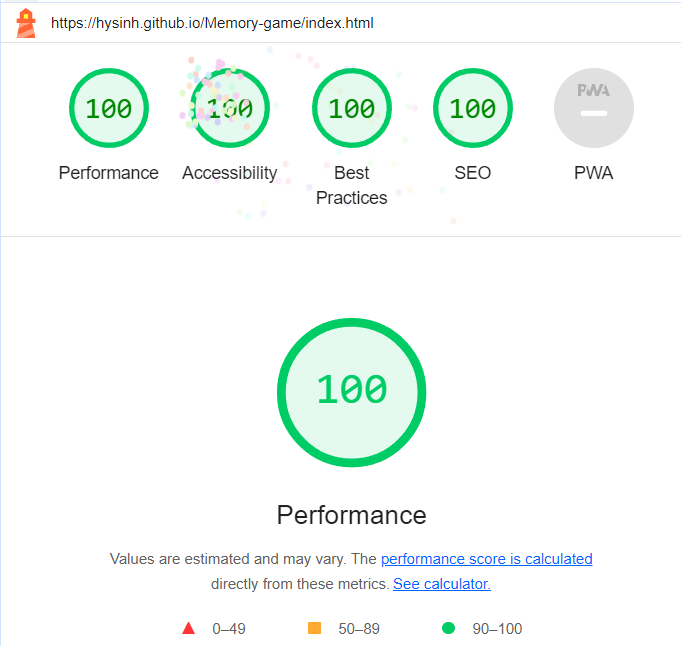 https://hysinh.github.io/Memory-game/index.html
100 100 100 100 PWA
Performance Accessibility Best Practices SEO PWA
100
Performance
Values are estimated and may vary. The performance score is calculated
directly from these metrics. See calculator.
0–49 50–89 90–100